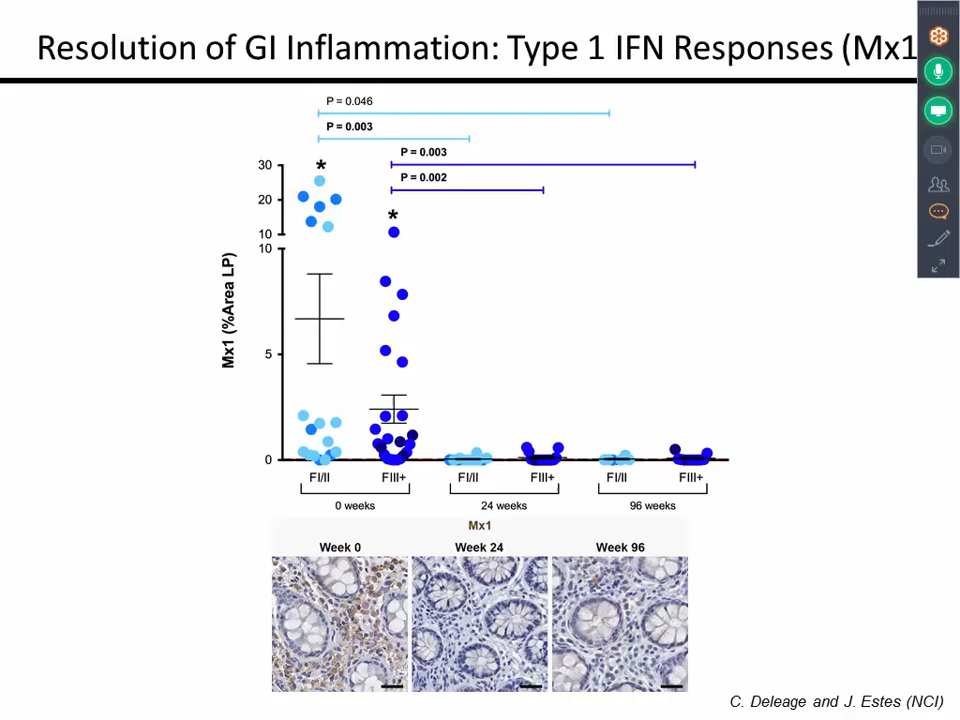 Resolution of GI Inflammation: Type 1 IFN Responses (Mx1
P = 0.046
P = 0.003
P = 0.003
P = 0.002
*
*
30
20
10
10
5
0
Mx1 (%Area LP)
FI/II FIII+ FI/II FIII+ FI/II FIII+
0 weeks 24 weeks 96 weeks
Mx1
Week 0 Week 24 Week 96
C. Deleage and J. Estes (NCI)